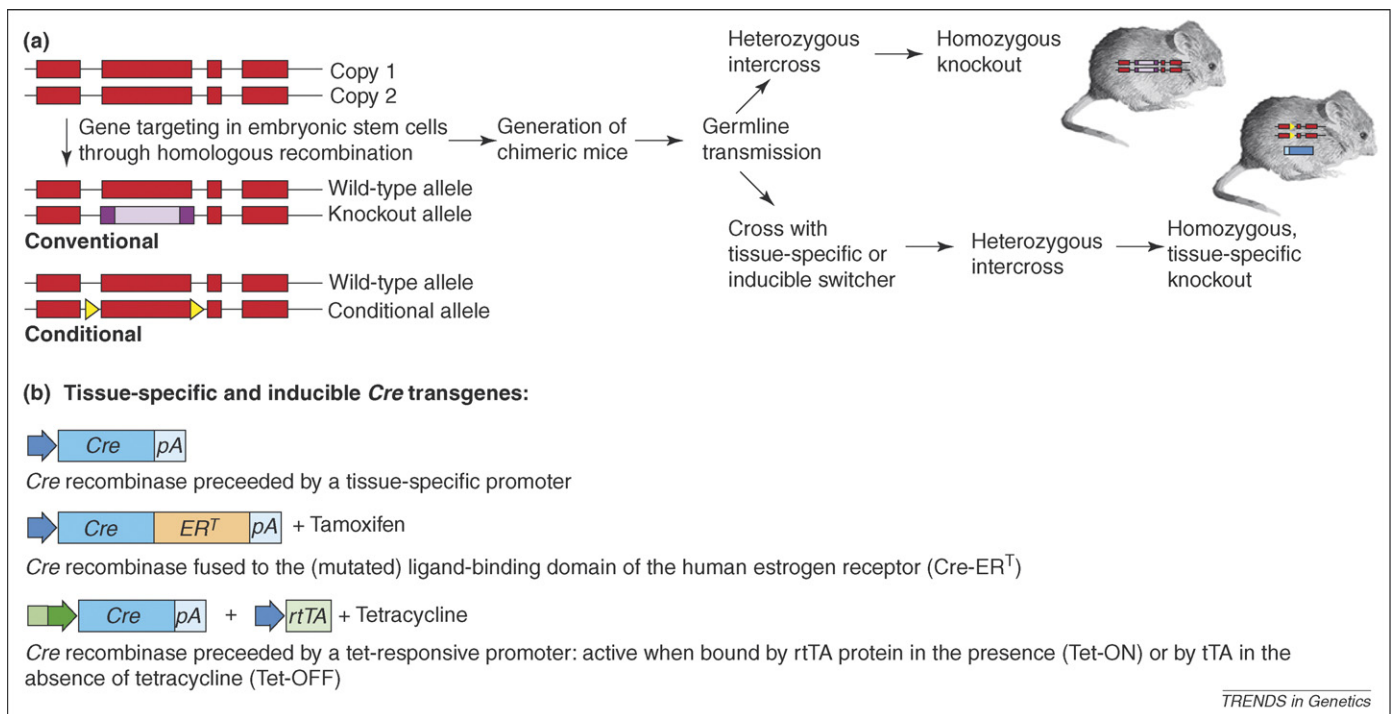 (a)
Copy 1
Copy 2
Gene targeting in embryonic stem cells
through homologous recombination
Generation of
chimeric mice
Germline
transmission
Heterozygous
intercross
Homozygous
knockout
Wild-type allele
Knockout allele
Conventional
Wild-type allele
Conditional allele
Conditional
Cross with
tissue-specific or
inducible switcher
Heterozygous
intercross
Homozygous,
tissue-specific
knockout
(b) Tissue-specific and inducible Cre transgenes:
Cre pA
Cre recombinase preceeded by a tissue-specific promoter
Cre ERᵀ pA + Tamoxifen
Cre recombinase fused to the (mutated) ligand-binding domain of the human estrogen receptor (Cre-ERᵀ)
Cre pA + rtTA + Tetracycline
Cre recombinase preceeded by a tet-responsive promoter: active when bound by rtTA protein in the presence (Tet-ON) or by tTA in the
absence of tetracycline (Tet-OFF)
TRENDS in Genetics